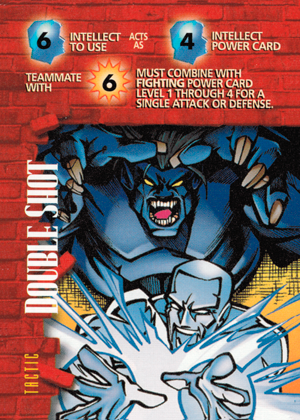 6 INTELLECT TO USE ACTS AS 4 INTELLECT POWER CARD
TEAMMATE WITH 6 MUST COMBINE WITH
FIGHTING POWER CARD
LEVEL 1 THROUGH 4 FOR A
SINGLE ATTACK OR DEFENSE.
DOUBLE SHOT
TACTIC